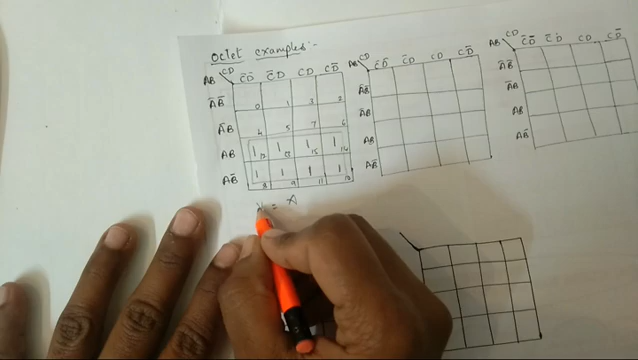 Octet examples:-
AB CD C̄D̄ C̄D CD CD̄
ĀB̄ 0 1 3 2
ĀB 4 5 7 6
AB 1 12 1 13 1 15 1 14
AB̄ 1 8 1 9 1 11 1 10
Y = A
AB CD C̄D̄ C̄D CD CD̄
ĀB̄
ĀB
AB
AB̄
AB CD C̄D̄ C̄D CD CD̄
ĀB̄
ĀB
AB
AB̄